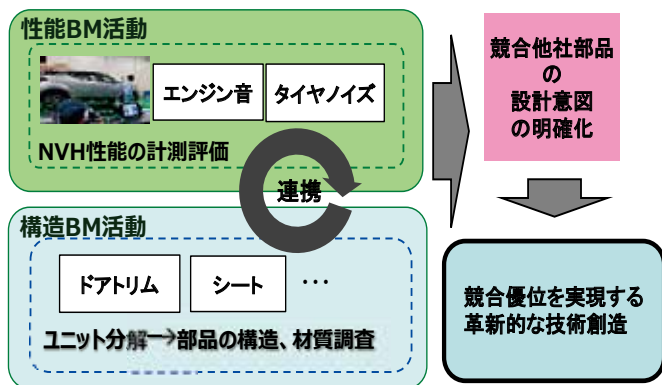 性能BM活動
エンジン音
タイヤノイズ
NVH性能の計測評価
連携
構造BM活動
ドアトリム
シート
…
ユニット分解→部品の構造、材質調査
競合他社部品
の
設計意図
の明確化
競合優位を実現する
革新的な技術創造